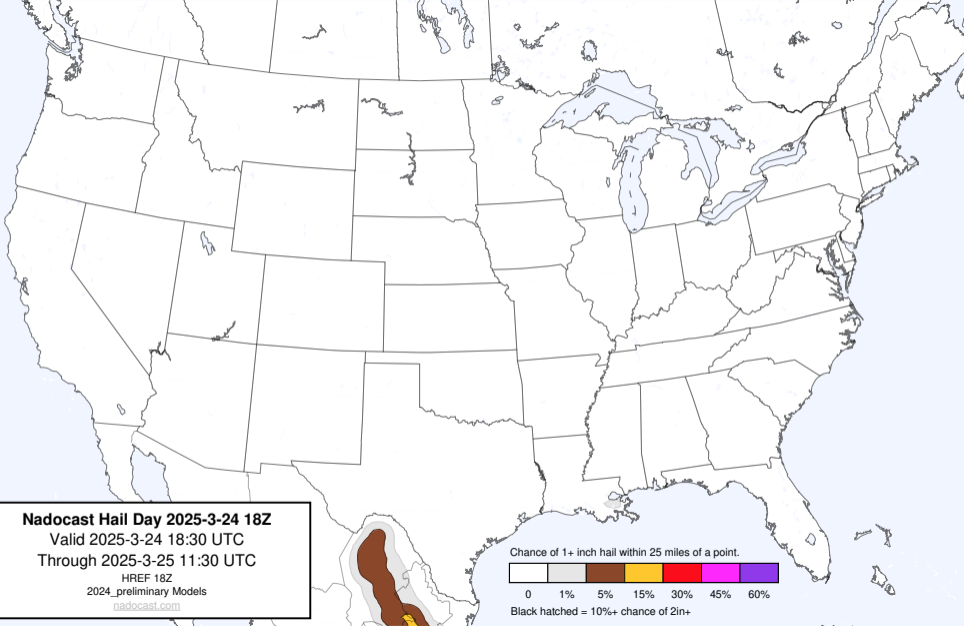 Nadocast Hail Day 2025-3-24 18Z
Valid 2025-3-24 18:30 UTC
Through 2025-3-25 11:30 UTC
HREF 18Z
2024_preliminary Models
nadocast.com
Chance of 1+ inch hail within 25 miles of a point.
0 1% 5% 15% 30% 45% 60%
Black hatched = 10%+ chance of 2in+